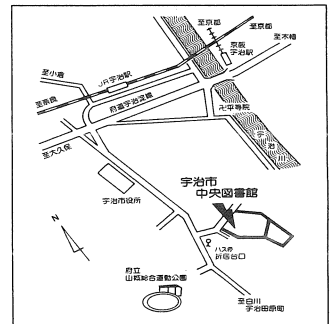 至京都
至京都
至木幡
京阪
宇治駅
JR宇治駅
至小倉
至奈良
府道宇治淀線
卍平等院
宇治川
至大久保
宇治市役所
宇治市
中央図書館
N
バス停
折居台口
府立
山城総合運動公園
至白川
宇治田原町